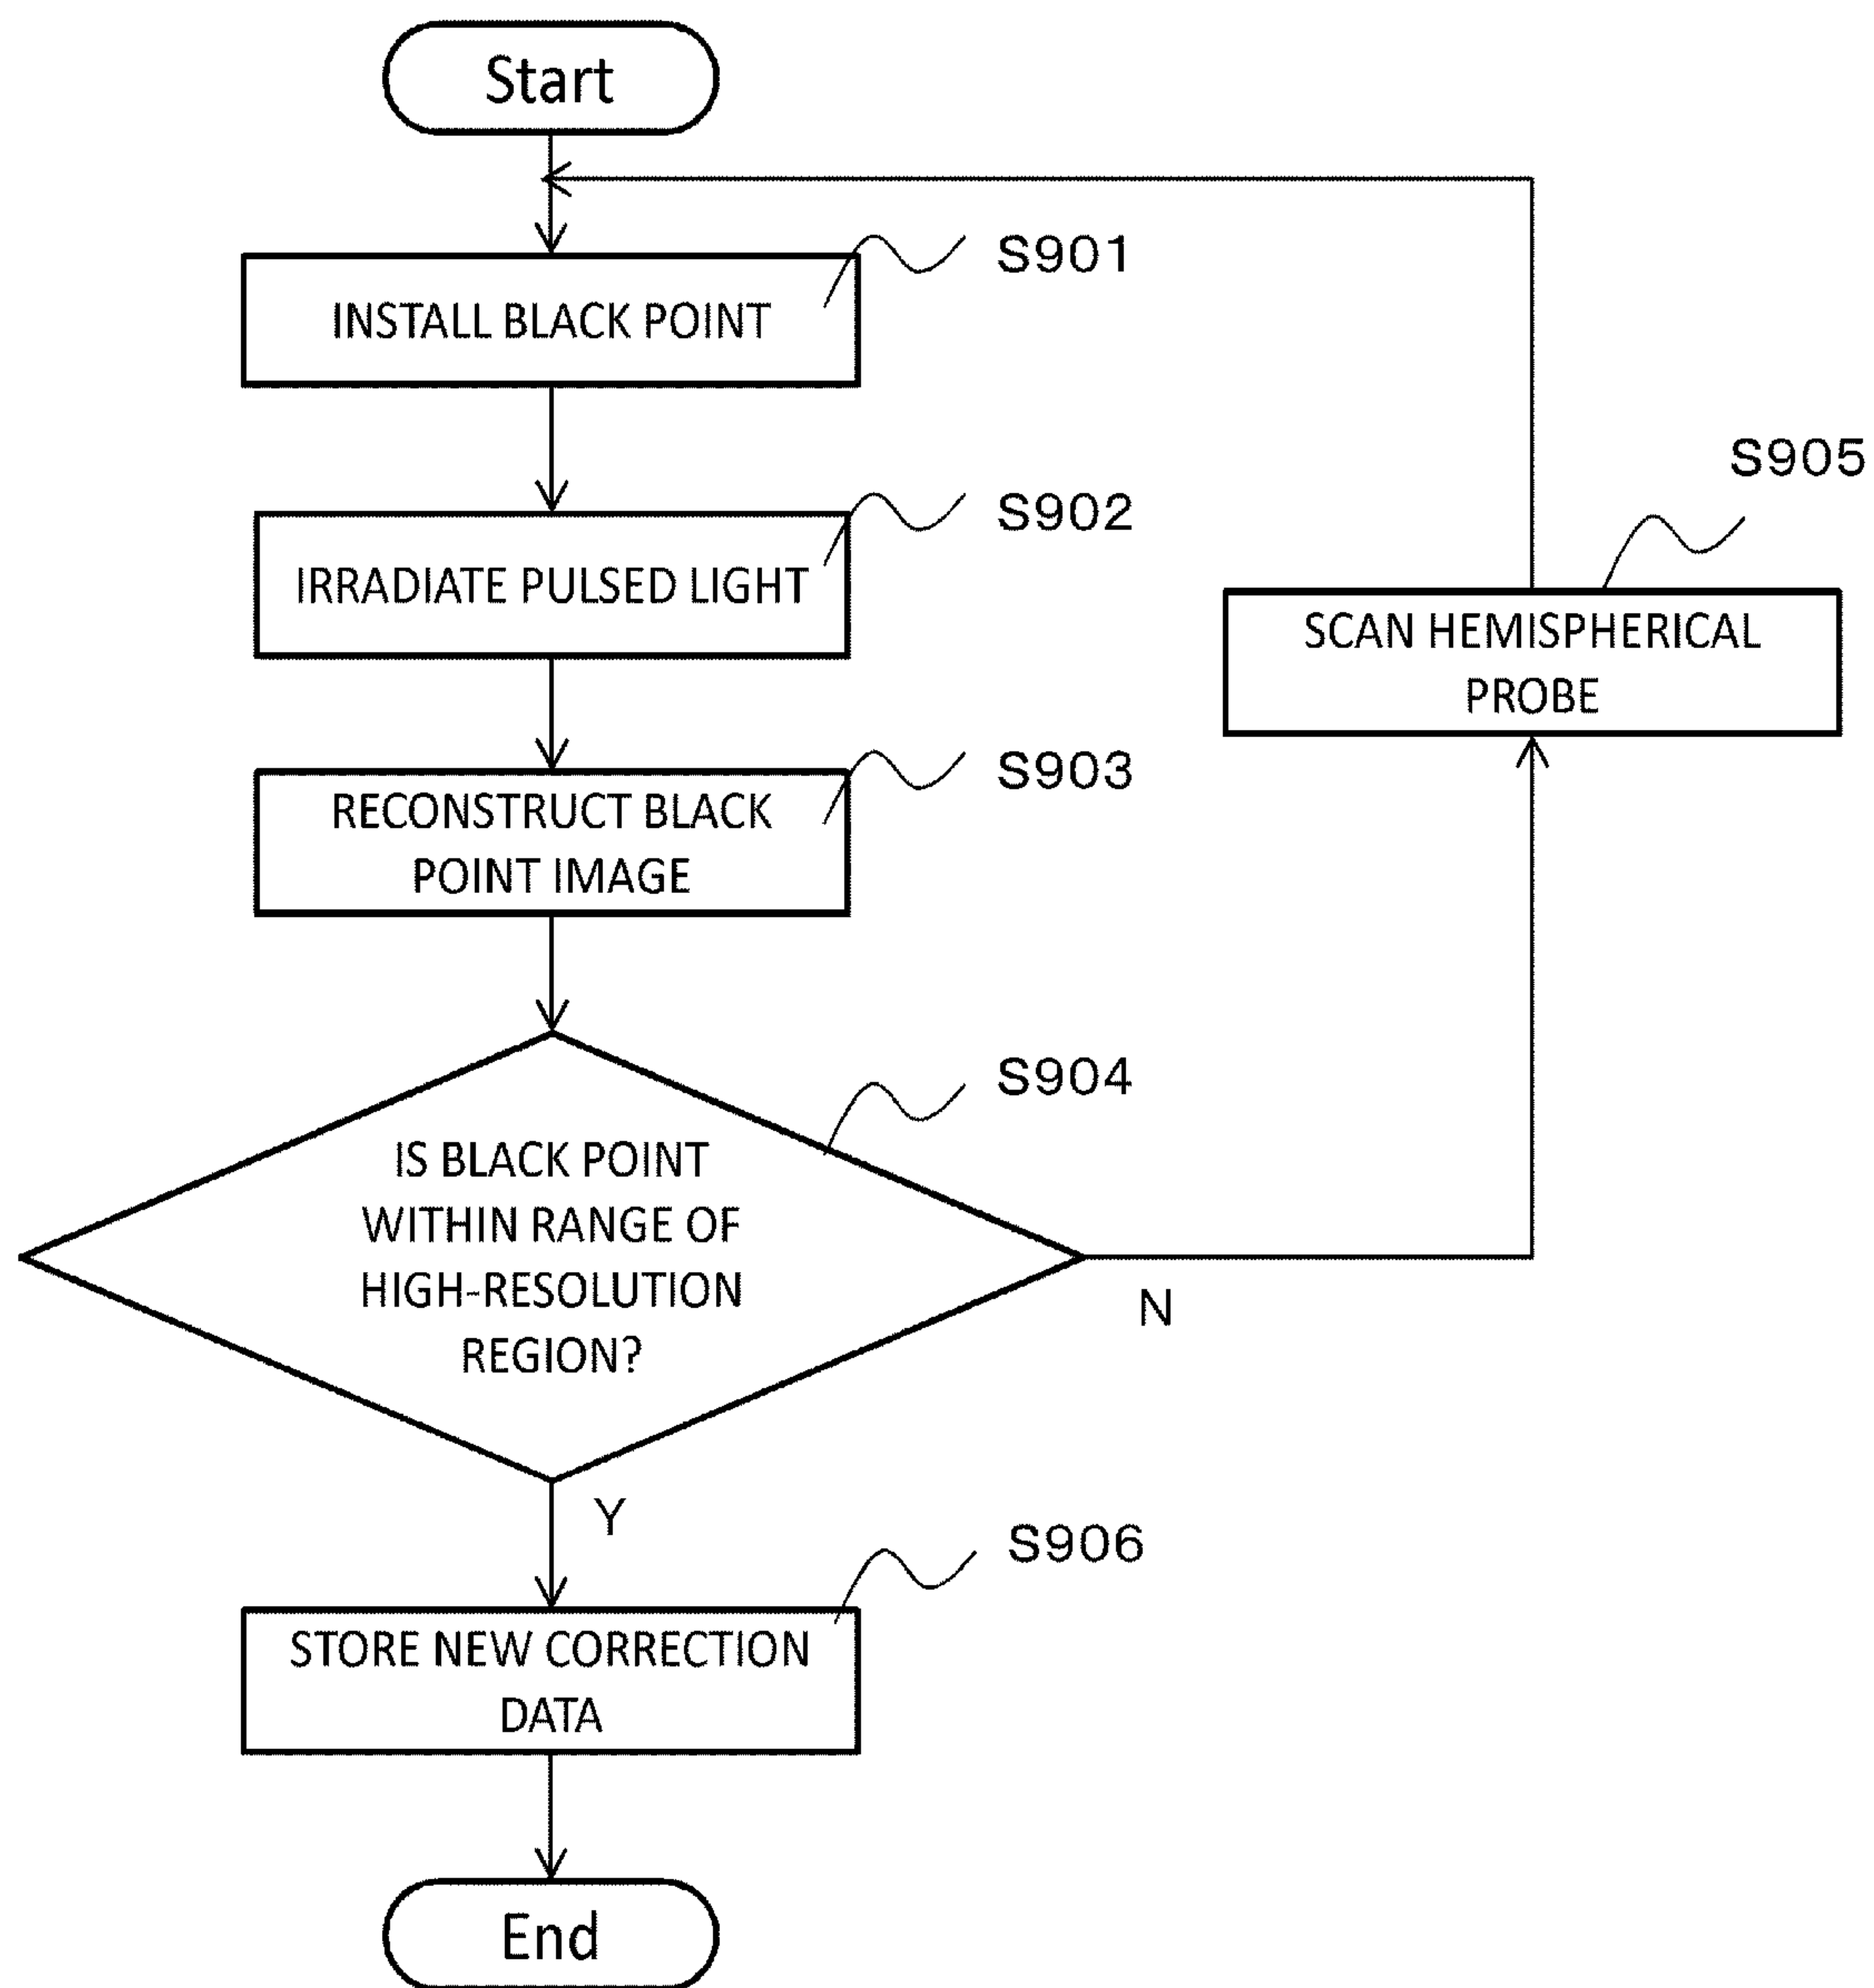 Start
S901
INSTALL BLACK POINT
S902
IRRADIATE PULSED LIGHT
S903
RECONSTRUCT BLACK
POINT IMAGE
S904
IS BLACK POINT
WITHIN RANGE OF
HIGH-RESOLUTION
REGION?
N
S905
SCAN HEMISPHERICAL
PROBE
Y
S906
STORE NEW CORRECTION
DATA
End